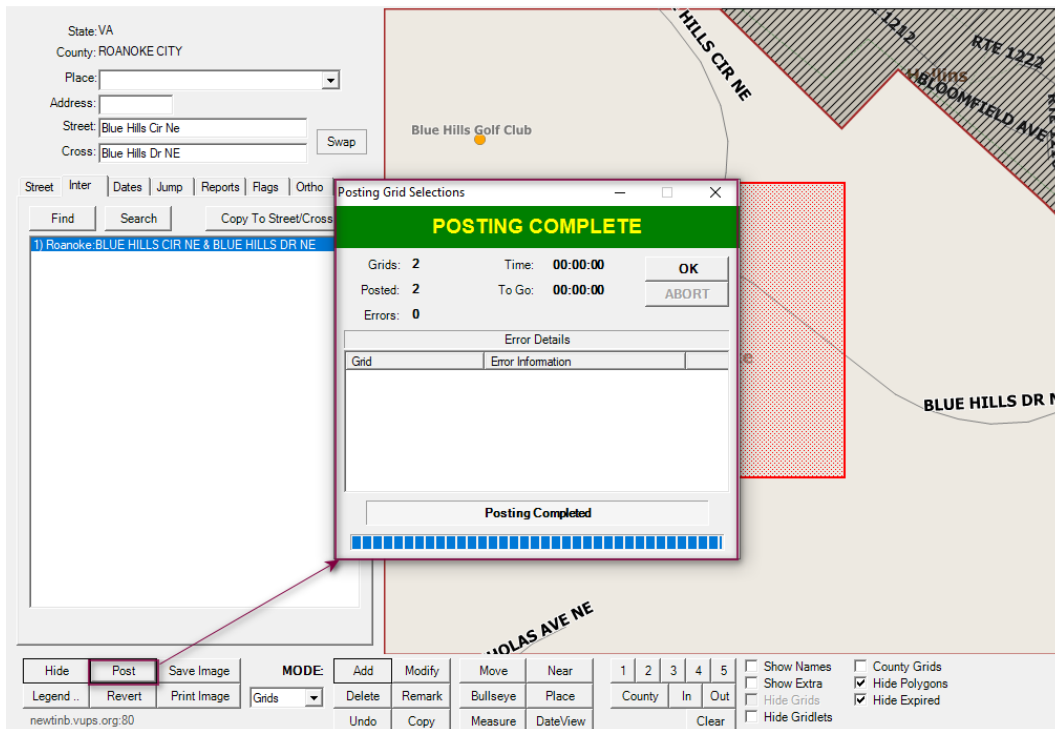 State: VA
County: ROANOKE CITY
Place:
Address:
Street: Blue Hills Cir Ne
Cross: Blue Hills Dr NE
Swap
Street Inter Dates Jump Reports Flags Ortho
Find Search Copy To Street/Cross
1) Roanoke:BLUE HILLS CIR NE & BLUE HILLS DR NE
HILLS CIR NE
RTE 1212
RTE 1222
Hollins
BLOOMFIELD AVE
Blue Hills Golf Club
BLUE HILLS DR N
Posting Grid Selections
POSTING COMPLETE
Grids: 2 Time: 00:00:00 OK
Posted: 2 To Go: 00:00:00 ABORT
Errors: 0
Error Details
Grid Error Information
Posting Completed
HOLAS AVE NE
Hide Post Save Image MODE: Add Modify Move Near 1 2 3 4 5 Show Names County Grids
Show Extra Hide Polygons
Legend .. Revert Print Image Grids Delete Remark Bullseye Place County In Out Hide Grids Hide Expired
newtinb.vups.org:80 Undo Copy Measure DateView Clear Hide Gridlets